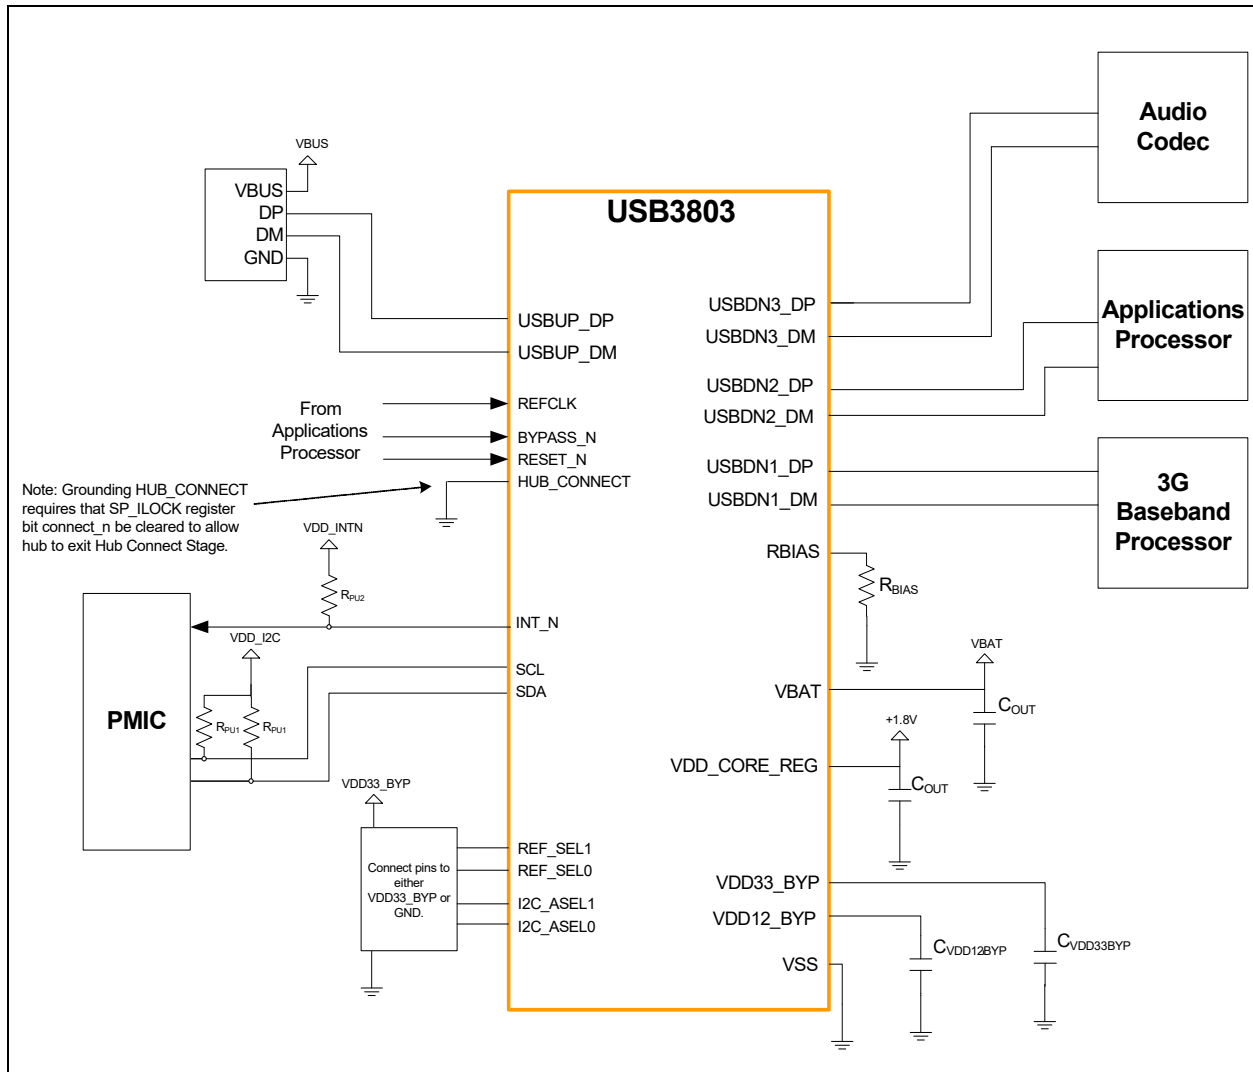 Audio
Codec
VBUS
VBUS
DP
DM
GND
USB3803
USBUP_DP
USBUP_DM
USBDN3_DP
USBDN3_DM
Applications
Processor
USBDN2_DP
USBDN2_DM
From
Applications
Processor
REFCLK
BYPASS_N
RESET_N
HUB_CONNECT
USBDN1_DP
USBDN1_DM
3G
Baseband
Processor
Note: Grounding HUB_CONNECT
requires that SP_ILOCK register
bit connect_n be cleared to allow
hub to exit Hub Connect Stage.
VDD_INTN
RPU2
RBIAS
RBIAS
INT_N
VDD_I2C
SCL
SDA
PMIC
RPU1
RPU1
VBAT
VBAT
COUT
+1.8V
VDD_CORE_REG
COUT
VDD33_BYP
Connect pins to
either
VDD33_BYP or
GND.
REF_SEL1
REF_SEL0
I2C_ASEL1
I2C_ASEL0
VDD33_BYP
VDD12_BYP
VSS
CVDD12BYP
CVDD33BYP